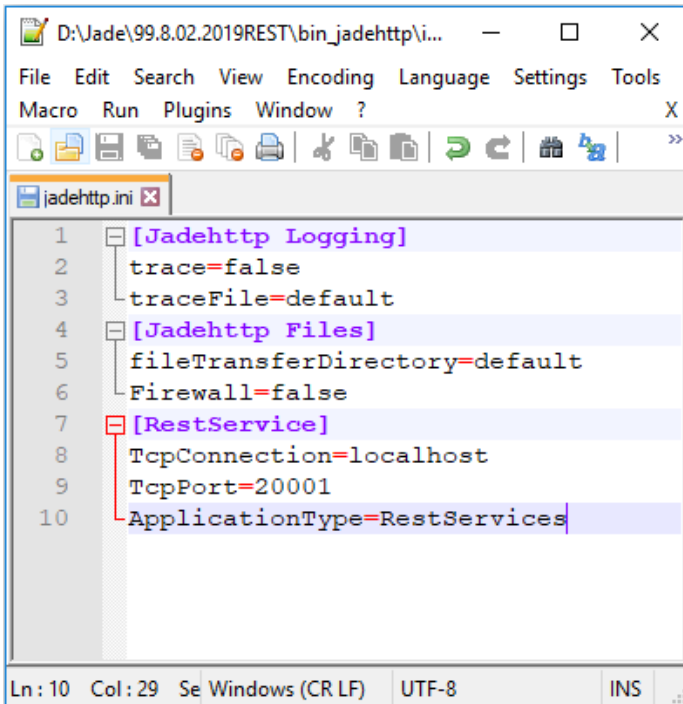 D:\Jade\99.8.02.2019REST\bin_jadehttp\i...
File Edit Search View Encoding Language Settings Tools
Macro Run Plugins Window ? X
jadehttp.ini
1 [Jadehttp Logging]
2 trace=false
3 traceFile=default
4 [Jadehttp Files]
5 fileTransferDirectory=default
6 Firewall=false
7 [RestService]
8 TcpConnection=localhost
9 TcpPort=20001
10 ApplicationType=RestServices
Ln : 10 Col : 29 Se Windows (CR LF) UTF-8 INS